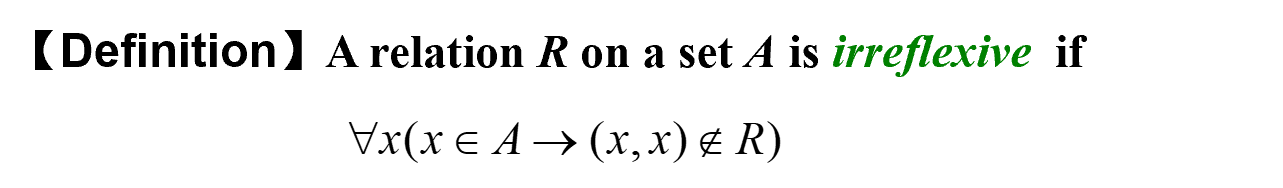 【Definition】A relation R on a set A is irreflexive if
∀x(x ∈ A → (x, x) ∉ R)